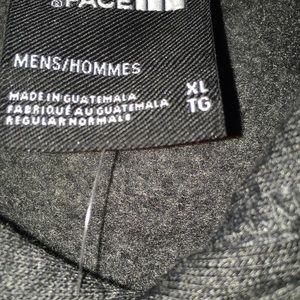 FACE
MENS/HOMMES
MADE IN GUATEMALA
FABRIQUÉ AU GUATEMALA
REGULAR NORMALE
XL
TG